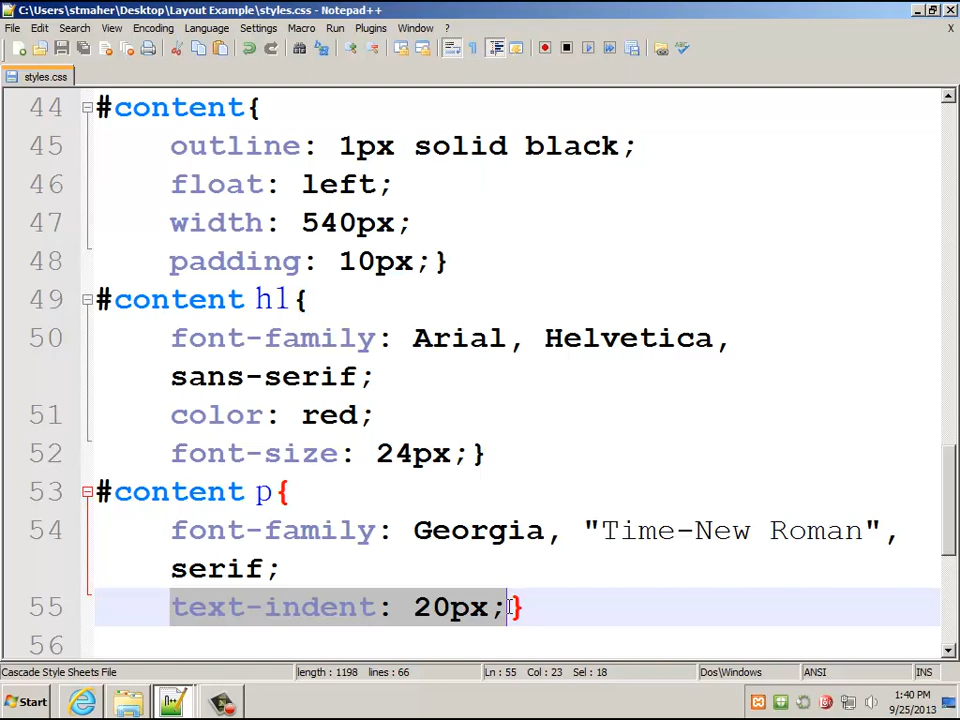 C:\Users\stmaher\Desktop\Layout Example\styles.css - Notepad++
File Edit Search View Encoding Language Settings Macro Run Plugins Window ? X
styles.css
44 #content{
45 outline: 1px solid black;
46 float: left;
47 width: 540px;
48 padding: 10px;}
49 #content h1{
50 font-family: Arial, Helvetica,
sans-serif;
51 color: red;
52 font-size: 24px;}
53 #content p{
54 font-family: Georgia, "Time-New Roman",
serif;
55 text-indent: 20px;}
56
Cascade Style Sheets File length : 1198 lines : 66 Ln : 55 Col : 23 Sel : 18 Dos\Windows ANSI INS
Start 1:40 PM
9/25/2013